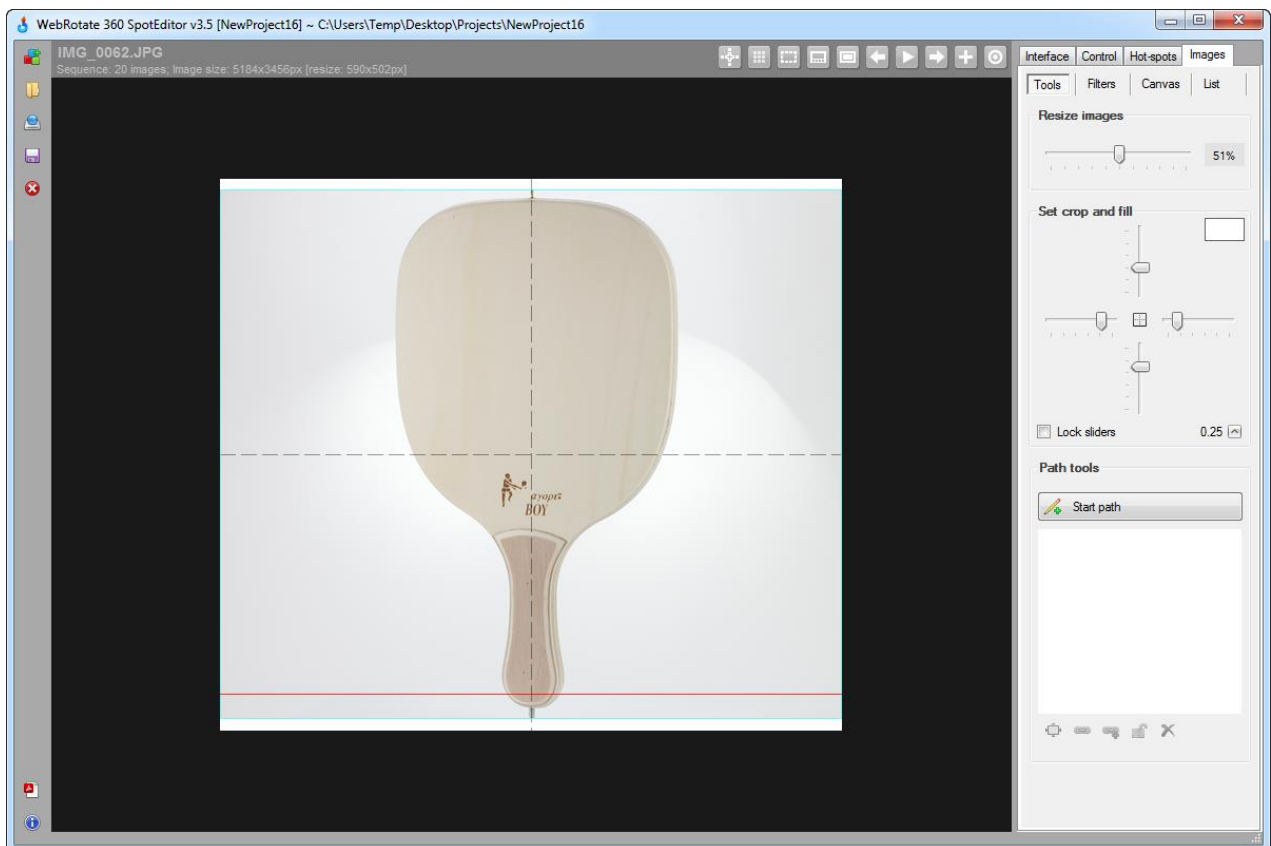 WebRotate 360 SpotEditor v3.5 [NewProject16] ~ C:\Users\Temp\Desktop\Projects\NewProject16
IMG_0062.JPG
Sequence: 20 images; Image size: 5184x3456px [resize: 590x502px]
Interface Control Hot-spots Images
Tools Filters Canvas List
Resize images
51%
Set crop and fill
Lock sliders 0.25
Path tools
Start path
BOY